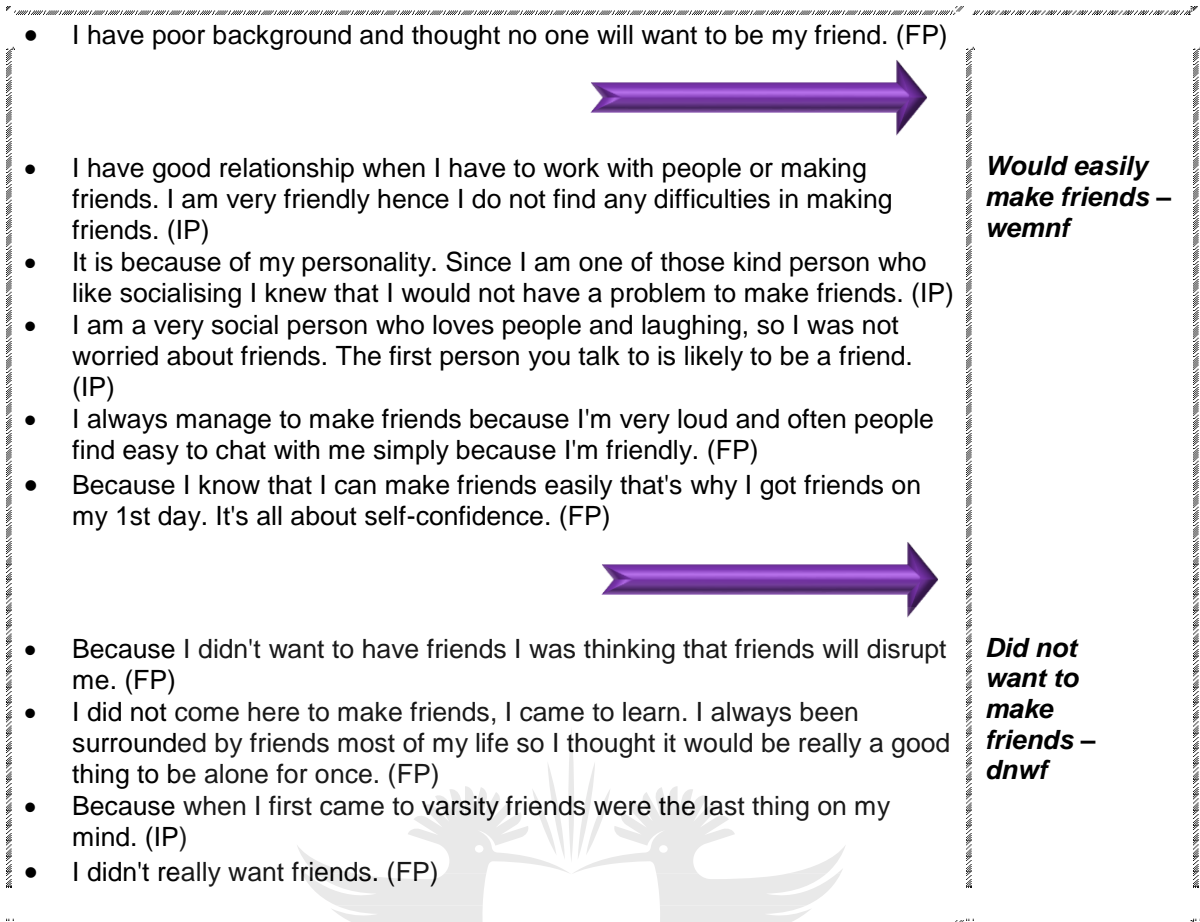 • I have poor background and thought no one will want to be my friend. (FP)
• I have good relationship when I have to work with people or making
friends. I am very friendly hence I do not find any difficulties in making
friends. (IP)
• It is because of my personality. Since I am one of those kind person who
like socialising I knew that I would not have a problem to make friends. (IP)
• I am a very social person who loves people and laughing, so I was not
worried about friends. The first person you talk to is likely to be a friend.
(IP)
• I always manage to make friends because I'm very loud and often people
find easy to chat with me simply because I'm friendly. (FP)
• Because I know that I can make friends easily that's why I got friends on
my 1st day. It's all about self-confidence. (FP)
Would easily
make friends –
wemnf
• Because I didn't want to have friends I was thinking that friends will disrupt
me. (FP)
• I did not come here to make friends, I came to learn. I always been
surrounded by friends most of my life so I thought it would be really a good
thing to be alone for once. (FP)
• Because when I first came to varsity friends were the last thing on my
mind. (IP)
• I didn't really want friends. (FP)
Did not
want to
make
friends –
dnwf